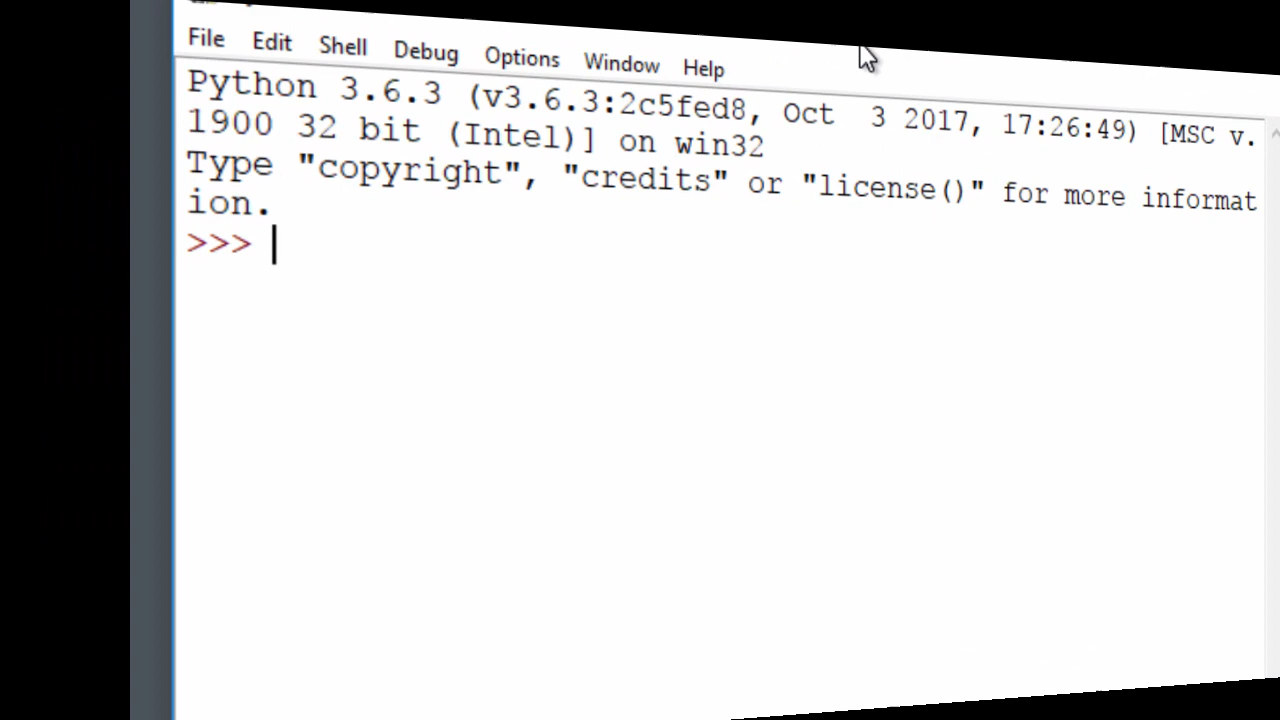 File Edit Shell Debug Options Window Help
Python 3.6.3 (v3.6.3:2c5fed8, Oct  3 2017, 17:26:49) [MSC v.
1900 32 bit (Intel)] on win32
Type "copyright", "credits" or "license()" for more informat
ion.
>>>